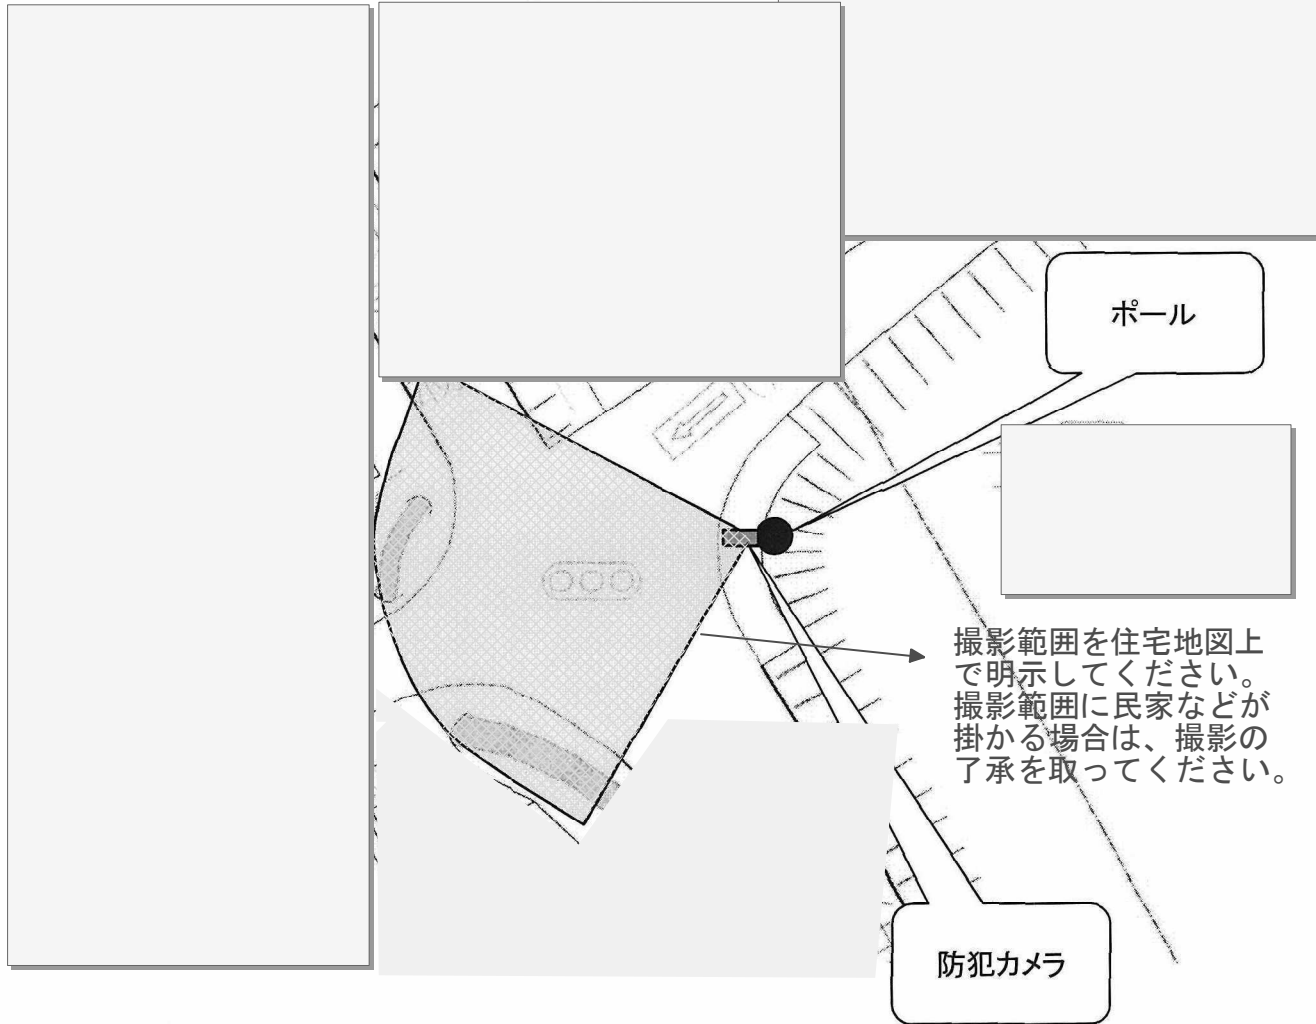 ポール
撮影範囲を住宅地図上
で明示してください。
撮影範囲に民家などが
掛かる場合は、撮影の
了承を取ってください。
防犯カメラ